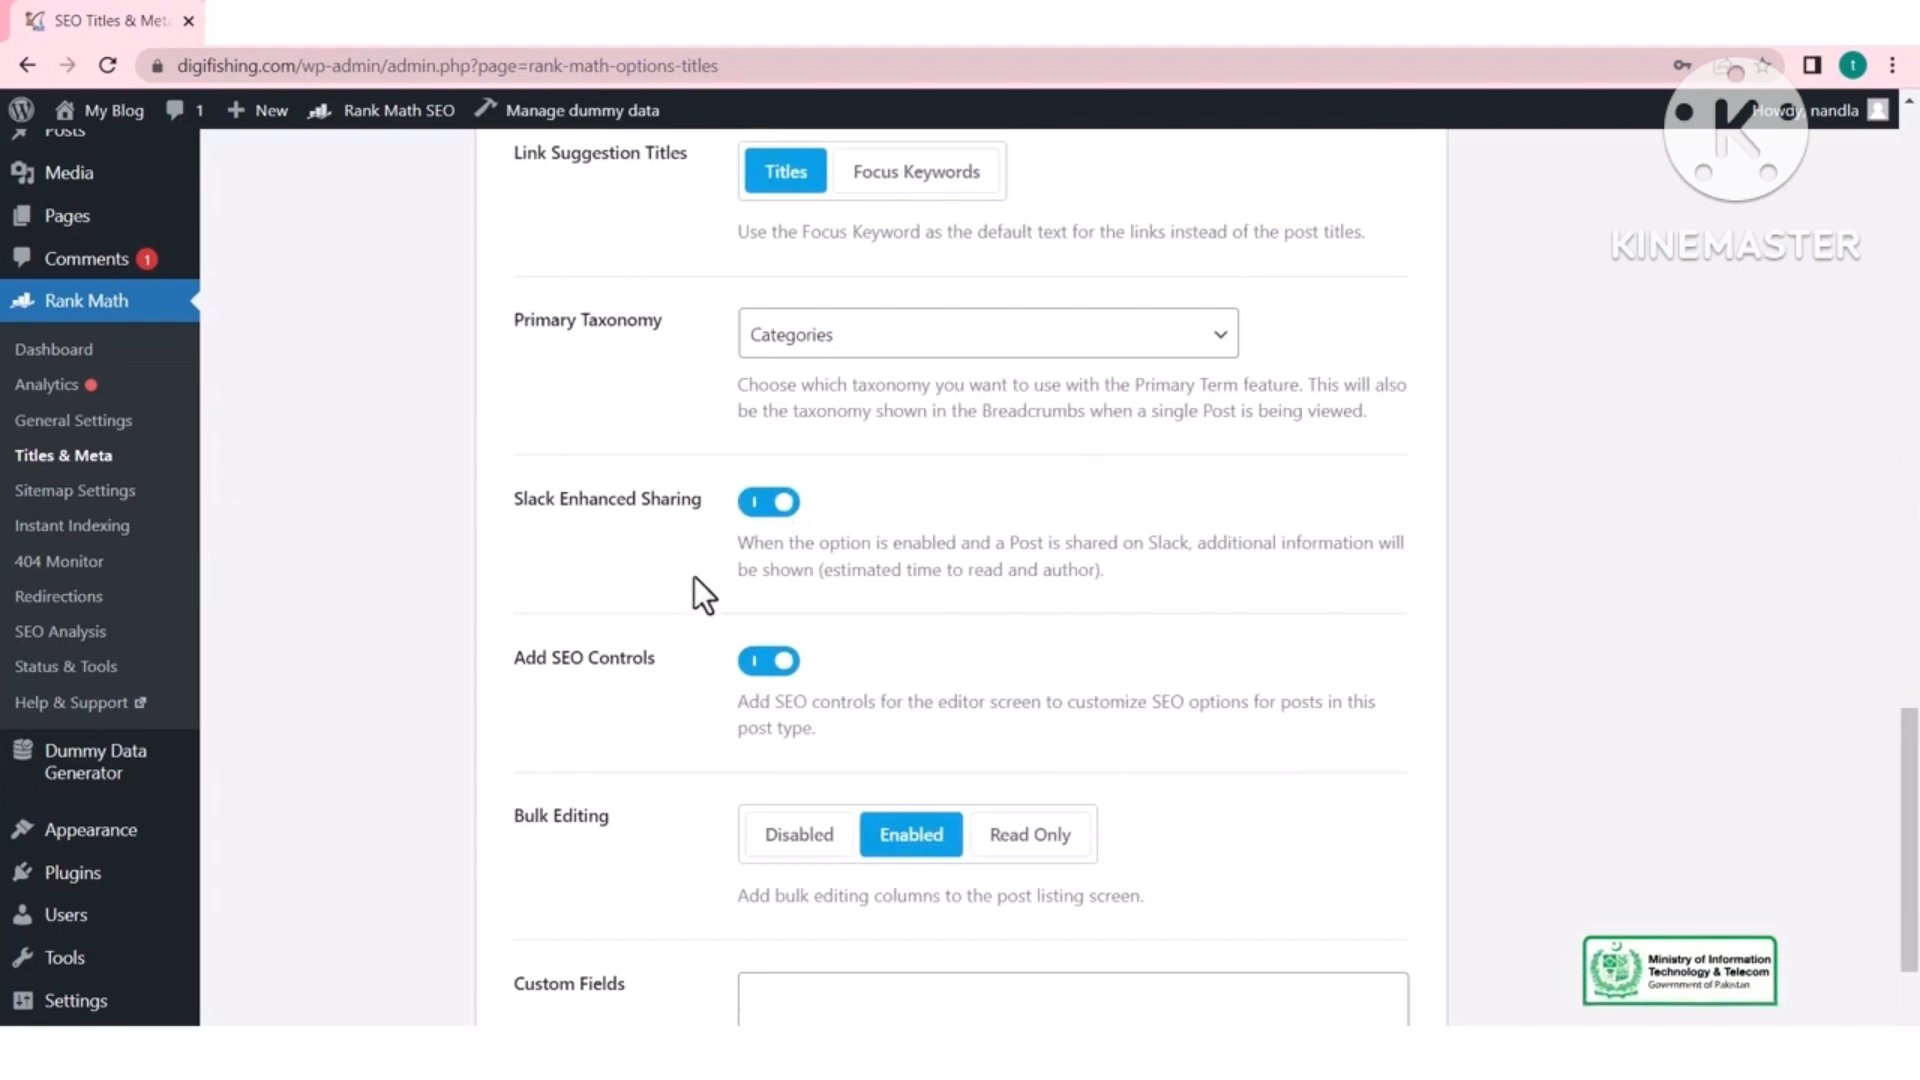 SEO Titles & Meta
digifishing.com/wp-admin/admin.php?page=rank-math-options-titles
t
My Blog
1
New
Rank Math SEO
Manage dummy data
Howdy, nandla
Posts
Media
Pages
Comments 1
Rank Math
Dashboard
Analytics
General Settings
Titles & Meta
Sitemap Settings
Instant Indexing
404 Monitor
Redirections
SEO Analysis
Status & Tools
Help & Support
Dummy Data
Generator
Appearance
Plugins
Users
Tools
Settings
Link Suggestion Titles
Titles
Focus Keywords
Use the Focus Keyword as the default text for the links instead of the post titles.
Primary Taxonomy
Categories
Choose which taxonomy you want to use with the Primary Term feature. This will also
be the taxonomy shown in the Breadcrumbs when a single Post is being viewed.
Slack Enhanced Sharing
When the option is enabled and a Post is shared on Slack, additional information will
be shown (estimated time to read and author).
Add SEO Controls
Add SEO controls for the editor screen to customize SEO options for posts in this
post type.
Bulk Editing
Disabled
Enabled
Read Only
Add bulk editing columns to the post listing screen.
Custom Fields
K
KINEMASTER
Ministry of Information
Technology & Telecom
Government of Pakistan